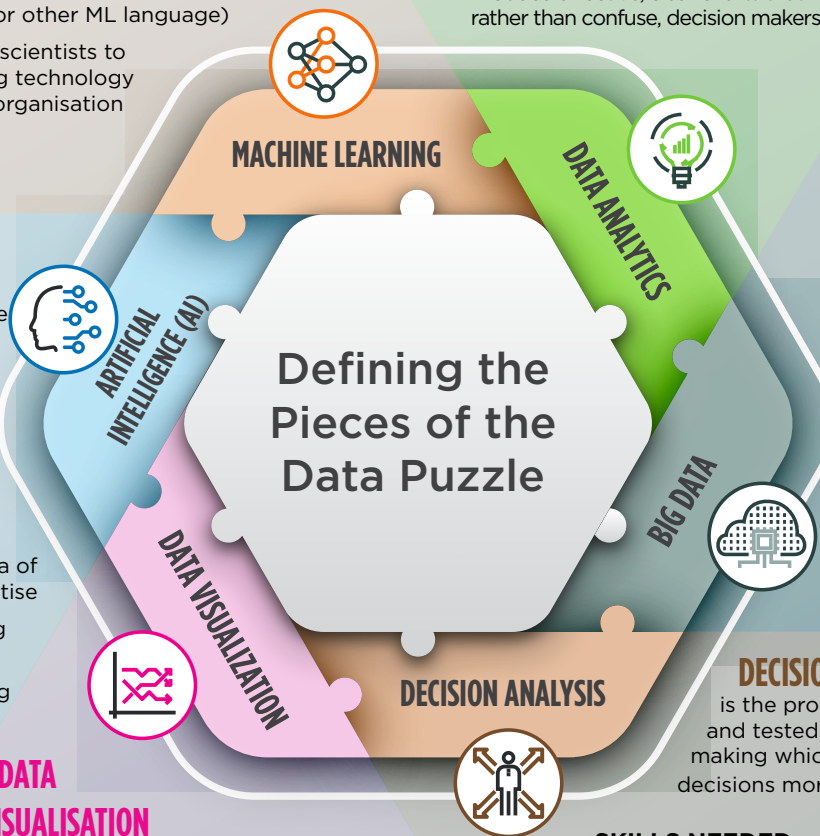 or other ML language)
scientists to
g technology
organisation
rather than confuse, decision makers
MACHINE LEARNING
DATA ANALYTICS
ARTIFICIAL
INTELLIGENCE (AI)
Defining the
Pieces of the
Data Puzzle
BIG DATA
DATA VISUALIZATION
DECISION ANALYSIS
a of
tise
g
g
DATA
ISUALISATION
DECISIO
is the pro
and tested
making whic
decisions mor